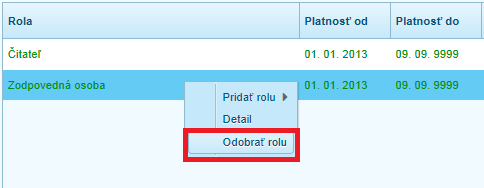 Rola Platnosť od Platnosť do
Čitateľ 01. 01. 2013 09. 09. 9999
Zodpovedná osoba 01. 01. 2013 09. 09. 9999
Pridať rolu
Detail
Odobrať rolu